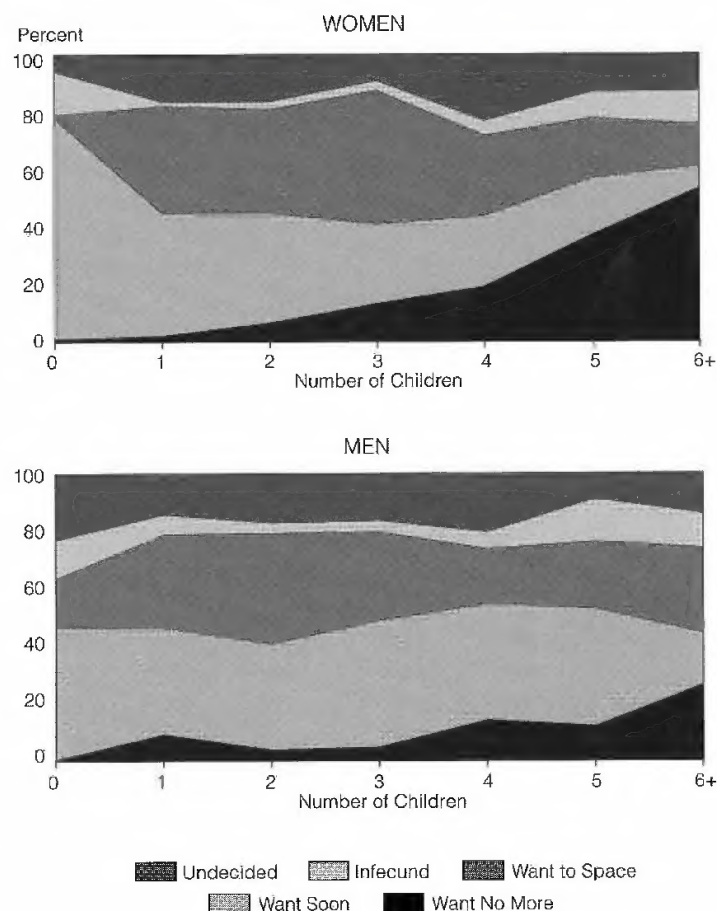 WOMEN
Percent
100
80
60
40
20
0
0 1 2 3 4 5 6+
Number of Children
MEN
100
80
60
40
20
0
0 1 2 3 4 5 6+
Number of Children
Undecided Infecund Want to Space
Want Soon Want No More